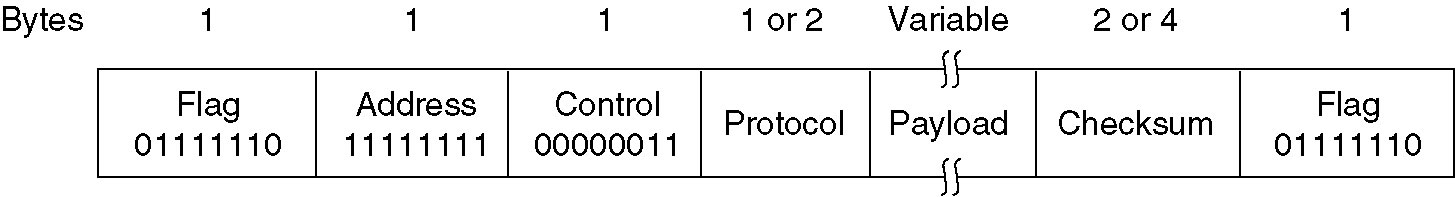 Bytes 1 1 1 1 or 2 Variable 2 or 4 1
Flag Address Control Protocol Payload Checksum Flag
01111110 11111111 00000011 01111110